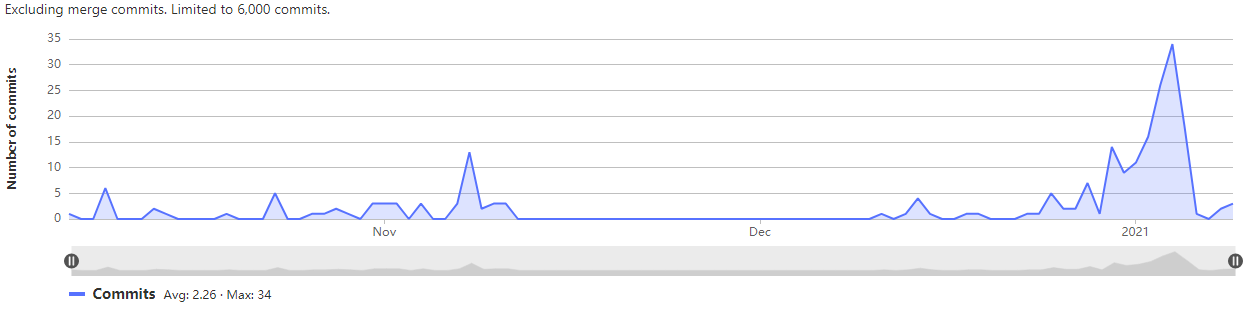 Excluding merge commits. Limited to 6,000 commits.
Number of commits
35
30
25
20
15
10
5
0
Nov
Dec
2021
Commits Avg: 2.26 · Max: 34